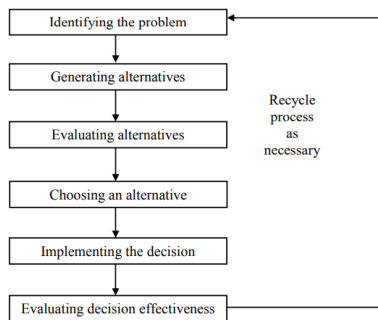 Identifying the problem
Generating alternatives
Evaluating alternatives
Recycle
process
as
necessary
Choosing an alternative
Implementing the decision
Evaluating decision effectiveness